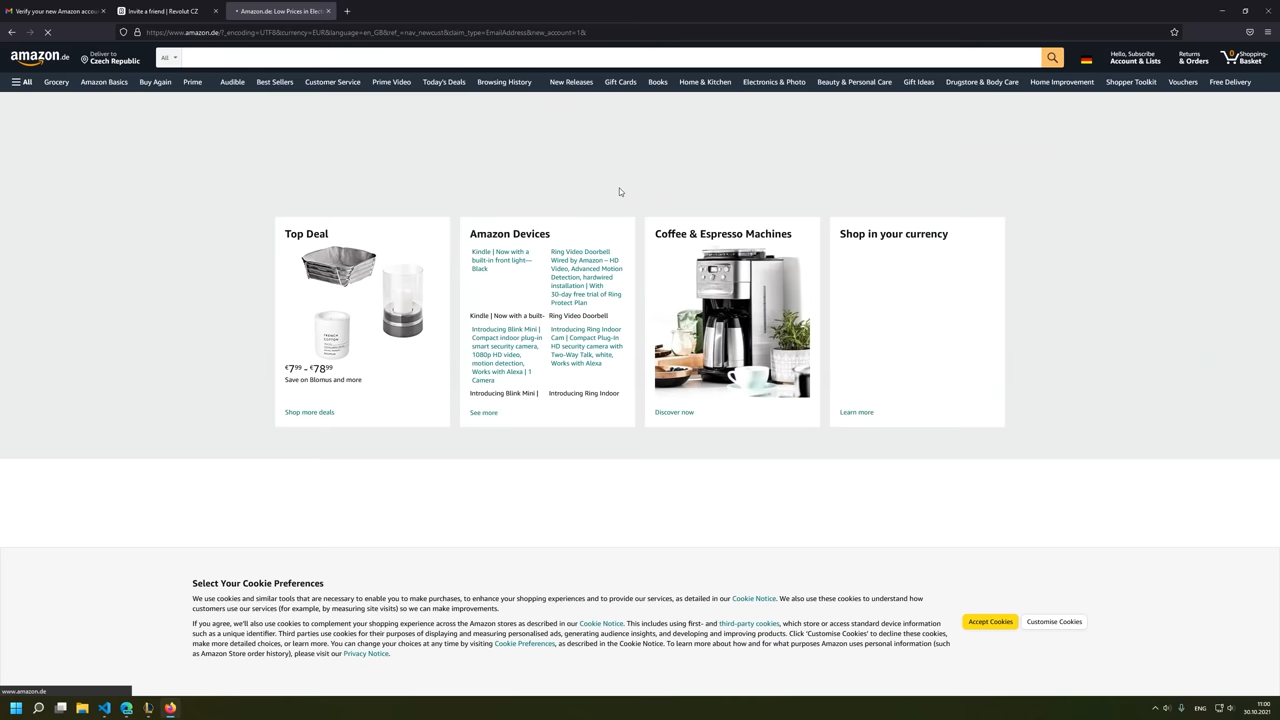 Verify your new Amazon accou
Invite a friend | Revolut CZ
Amazon.de: Low Prices in Elect
https://www.amazon.de/?_encoding=UTF8&currency=EUR&language=en_GB&ref_=nav_newcust&claim_type=EmailAddress&new_account=1&
amazon.de
Deliver to
Czech Republic
All
Hello, Subscribe
Account & Lists
Returns
& Orders
0
Shopping-
Basket
All
Grocery
Amazon Basics
Buy Again
Prime
Audible
Best Sellers
Customer Service
Prime Video
Today's Deals
Browsing History
New Releases
Gift Cards
Books
Home & Kitchen
Electronics & Photo
Beauty & Personal Care
Gift Ideas
Drugstore & Body Care
Home Improvement
Shopper Toolkit
Vouchers
Free Delivery
Top Deal
FRENCH
COTTON
€7⁹⁹ - €78⁹⁹
Save on Blomus and more
Shop more deals
Amazon Devices
Kindle | Now with a
built-in front light—
Black
Ring Video Doorbell
Wired by Amazon – HD
Video, Advanced Motion
Detection, hardwired
installation | With
30-day free trial of Ring
Protect Plan
Kindle | Now with a built-
Ring Video Doorbell
Introducing Blink Mini |
Compact indoor plug-in
smart security camera,
1080p HD video,
motion detection,
Works with Alexa | 1
Camera
Introducing Ring Indoor
Cam | Compact Plug-In
HD security camera with
Two-Way Talk, white,
Works with Alexa
Introducing Blink Mini |
Introducing Ring Indoor
See more
Coffee & Espresso Machines
Discover now
Shop in your currency
Learn more
Select Your Cookie Preferences
We use cookies and similar tools that are necessary to enable you to make purchases, to enhance your shopping experiences and to provide our services, as detailed in our Cookie Notice. We also use these cookies to understand how
customers use our services (for example, by measuring site visits) so we can make improvements.
If you agree, we'll also use cookies to complement your shopping experience across the Amazon stores as described in our Cookie Notice. This includes using first- and third-party cookies, which store or access standard device information
such as a unique identifier. Third parties use cookies for their purposes of displaying and measuring personalised ads, generating audience insights, and developing and improving products. Click 'Customise Cookies' to decline these cookies,
make more detailed choices, or learn more. You can change your choices at any time by visiting Cookie Preferences, as described in the Cookie Notice. To learn more about how and for what purposes Amazon uses personal information (such
as Amazon Store order history), please visit our Privacy Notice.
Accept Cookies
Customise Cookies
www.amazon.de
ENG
11:00
30.10.2021